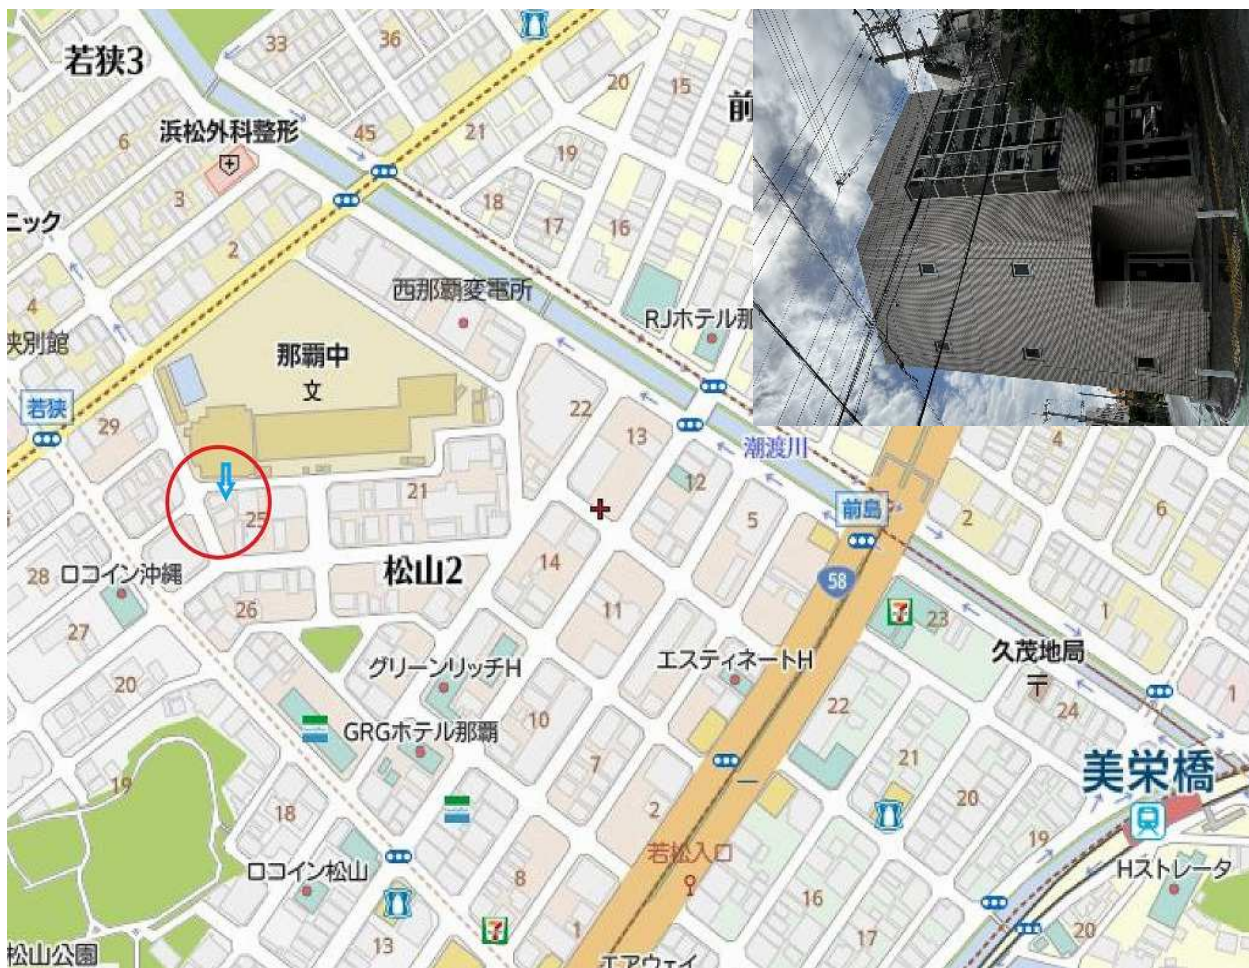 若狭3
33
36
20
15
前
浜松外科整形
6
45
21
19
3
18
17
16
2
ニック
4
西那覇変電所
RJホテル那
夾別館
那覇中
文
若狭
29
22
13
潮渡川
12
21
25
5
前島
4
2
6
松山2
14
58
28
ロコイン沖縄
26
11
23
1
27
グリーンリッチH
エスティネートH
久茂地局
〒
20
10
22
24
1
GRGホテル那覇
7
21
美栄橋
19
18
2
20
19
若松入口
ロコイン松山
8
16
Hストレータ
13
1
17
20
松山公園
エアウェイ